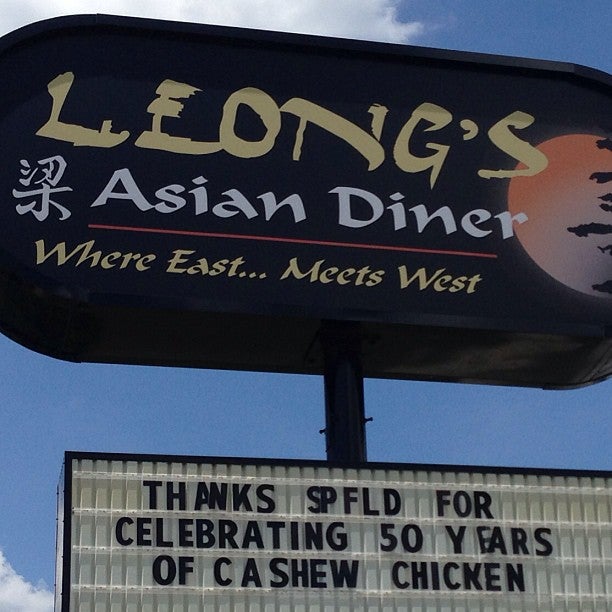 LEONG'S
梁 Asian Diner
Where East... Meets West
THANKS SPFLD FOR
CELEBRATING 50 YEARS
OF CASHEW CHICKEN